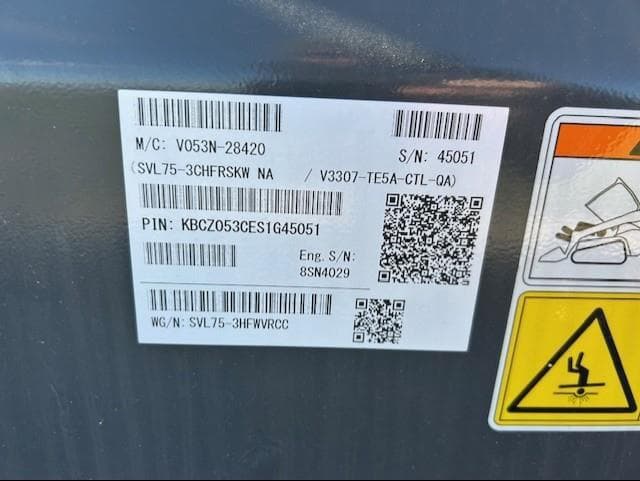 M/C: V053N-28420
S/N: 45051
(SVL75-3CHFRSKW NA / V3307-TE5A-CTL-QA)
PIN: KBCZ053CES1G45051
Eng. S/N:
8SN4029
WG/N: SVL75-3HFWVRCC